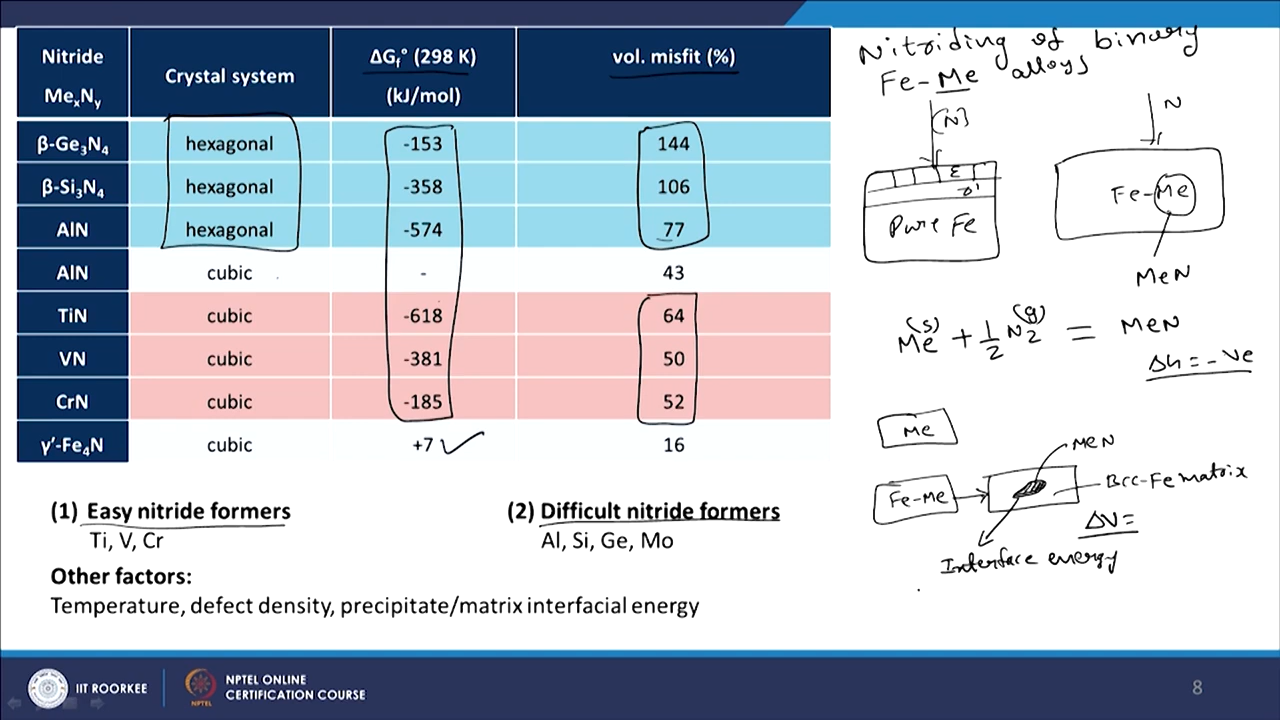 Nitride MeₓNᵧ | Crystal system | ΔGf° (298 K) (kJ/mol) | vol. misfit (%)
β-Ge₃N₄ | hexagonal | -153 | 144
β-Si₃N₄ | hexagonal | -358 | 106
AlN | hexagonal | -574 | 77
AlN | cubic | - | 43
TiN | cubic | -618 | 64
VN | cubic | -381 | 50
CrN | cubic | -185 | 52
γ′-Fe₄N | cubic | +7 ✓ | 16
(1) Easy nitride formers
Ti, V, Cr
(2) Difficult nitride formers
Al, Si, Ge, Mo
Other factors:
Temperature, defect density, precipitate/matrix interfacial energy
Nitriding of binary
Fe-Me alloys
[N]
N
ε
γ'
Pure Fe
Fe-Me
MeN
Me(s) + 1/2 N₂(g) = MeN
ΔG = -ve
Me
MeN
Fe-Me
Bcc-Fe matrix
ΔV=
Interface energy
IIT ROORKEE
NPTEL
NPTEL ONLINE
CERTIFICATION COURSE
8